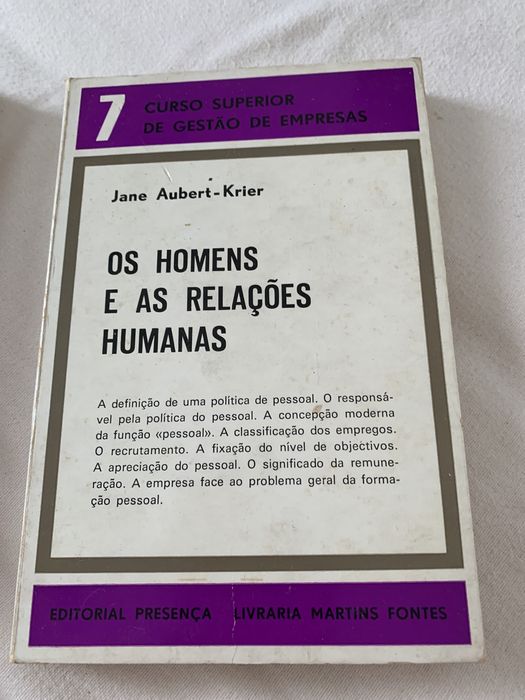 7
CURSO SUPERIOR
DE GESTÃO DE EMPRESAS
Jane Aubert-Krier
OS HOMENS
E AS RELAÇÕES
HUMANAS
A definição de uma política de pessoal. O responsá-
vel pela política do pessoal. A concepção moderna
da função «pessoal». A classificação dos empregos.
O recrutamento. A fixação do nível de objectivos.
A apreciação do pessoal. O significado da remune-
ração. A empresa face ao problema geral da forma-
ção pessoal.
EDITORIAL PRESENÇA LIVRARIA MARTINS FONTES